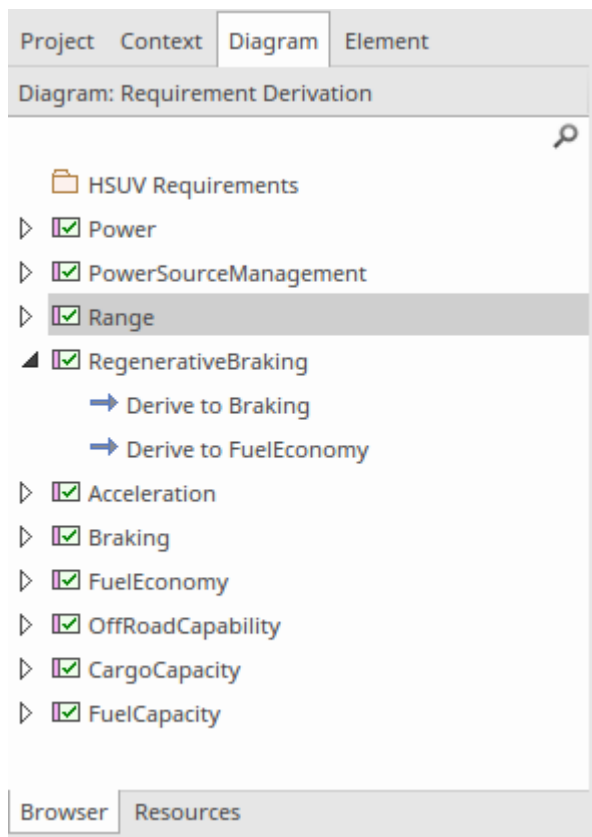 Project Context Diagram Element
Diagram: Requirement Derivation
HSUV Requirements
Power
PowerSourceManagement
Range
RegenerativeBraking
Derive to Braking
Derive to FuelEconomy
Acceleration
Braking
FuelEconomy
OffRoadCapability
CargoCapacity
FuelCapacity
Browser Resources